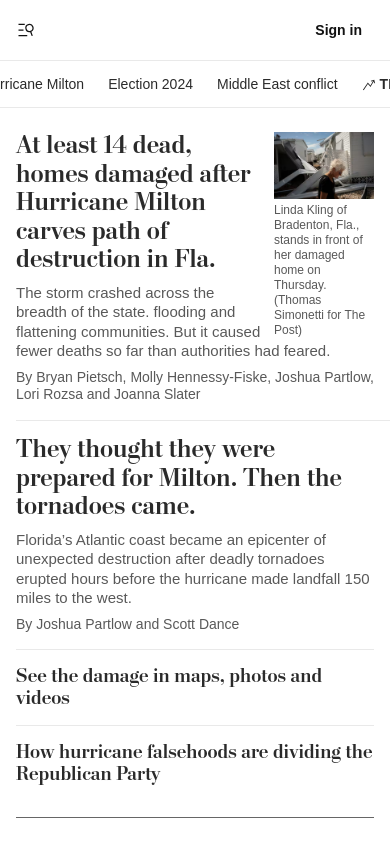 Sign in
rricane Milton Election 2024 Middle East conflict
At least 14 dead,
homes damaged after
Hurricane Milton
carves path of
destruction in Fla.
Linda Kling of
Bradenton, Fla.,
stands in front of
her damaged
home on
Thursday.
(Thomas
Simonetti for The
Post)
The storm crashed across the
breadth of the state. flooding and
flattening communities. But it caused
fewer deaths so far than authorities had feared.
By Bryan Pietsch, Molly Hennessy-Fiske, Joshua Partlow,
Lori Rozsa and Joanna Slater
They thought they were
prepared for Milton. Then the
tornadoes came.
Florida’s Atlantic coast became an epicenter of
unexpected destruction after deadly tornadoes
erupted hours before the hurricane made landfall 150
miles to the west.
By Joshua Partlow and Scott Dance
See the damage in maps, photos and
videos
How hurricane falsehoods are dividing the
Republican Party